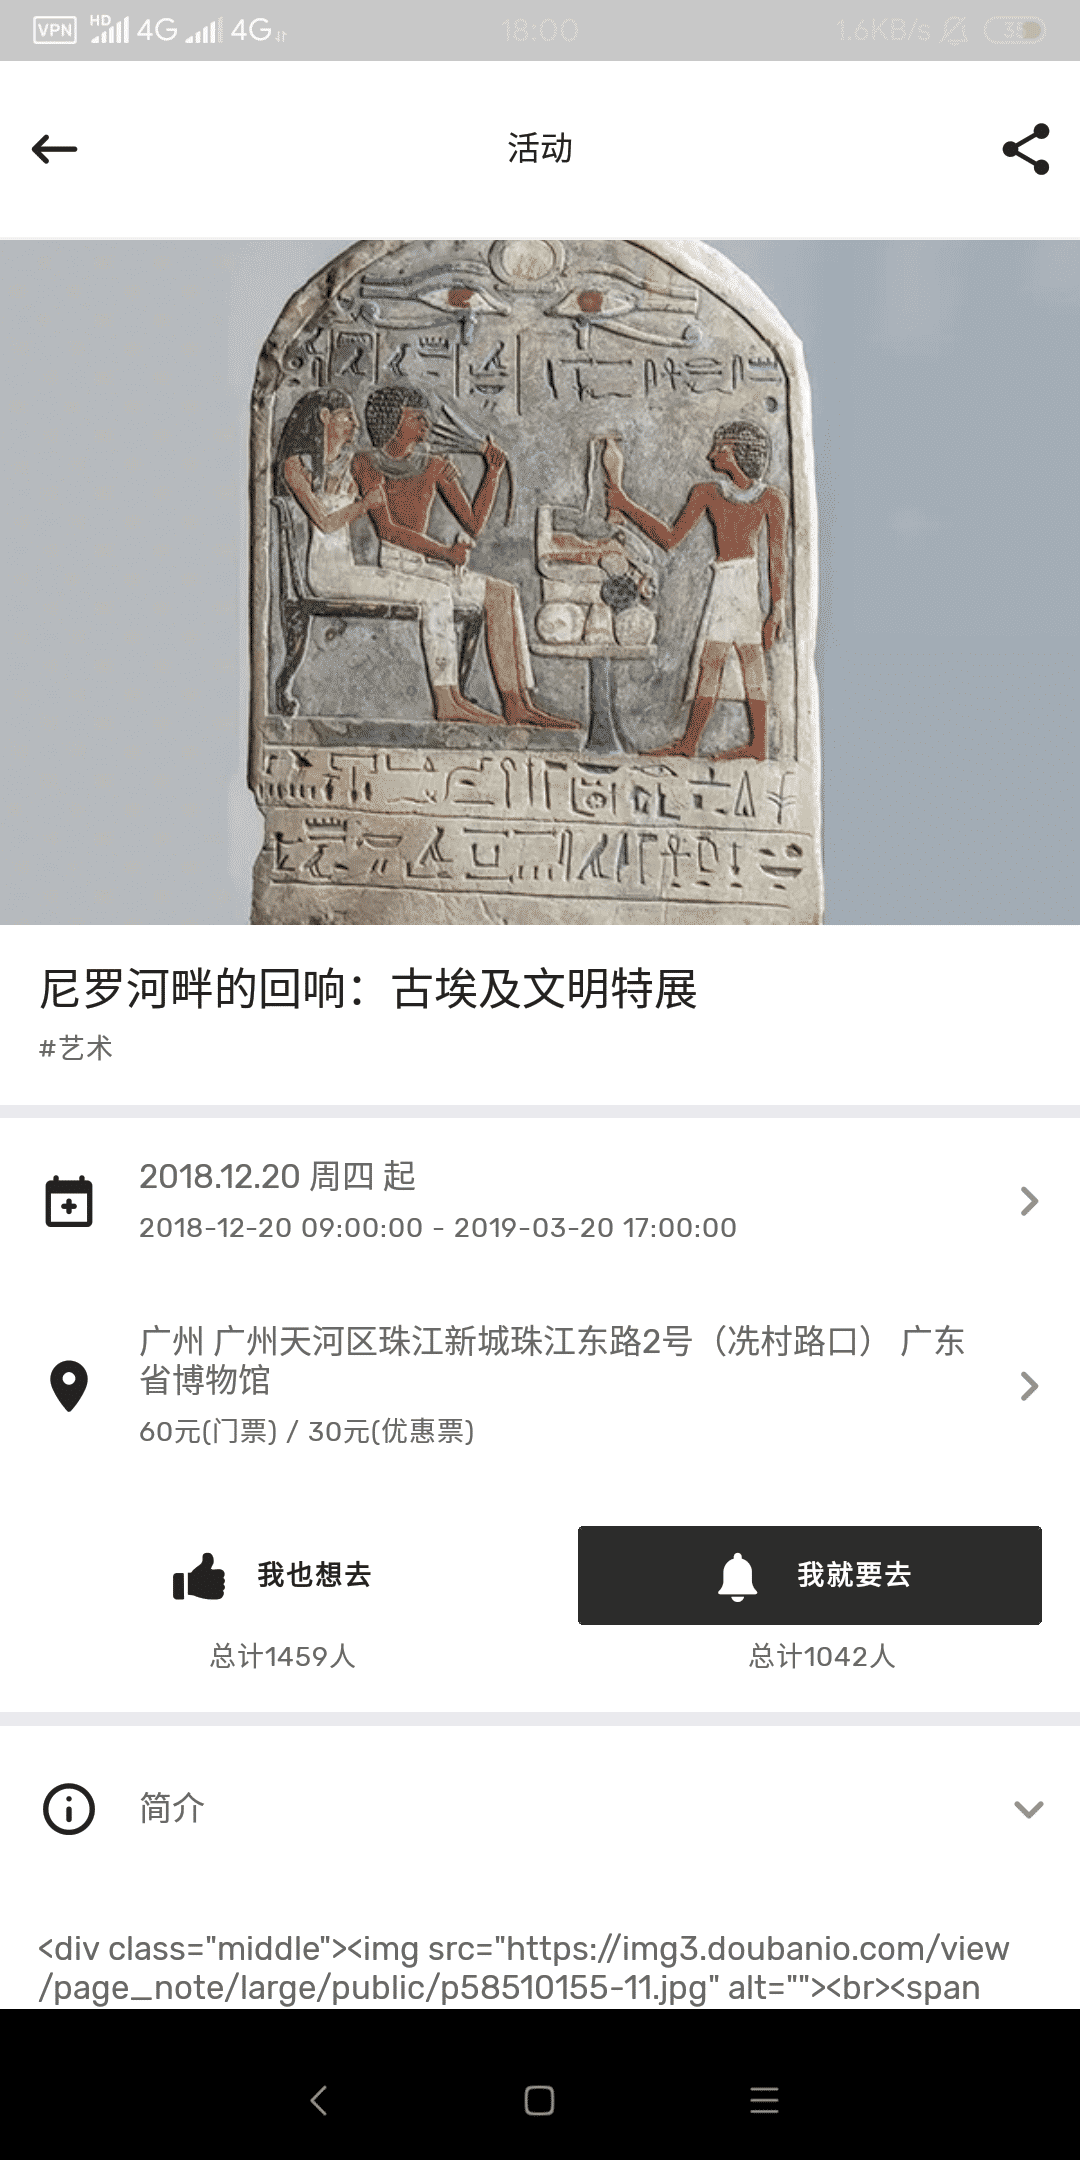 VPN HD 4G 4G 18:00 1.6KB/s 35
活动
尼罗河畔的回响：古埃及文明特展
#艺术
2018.12.20 周四 起
2018-12-20 09:00:00 - 2019-03-20 17:00:00
广州 广州天河区珠江新城珠江东路2号（冼村路口） 广东
省博物馆
60元(门票) / 30元(优惠票)
我也想去 我就要去
总计1459人 总计1042人
简介
<div class="middle"><img src="https://img3.doubanio.com/view
/page_note/large/public/p58510155-11.jpg" alt=""><br><span